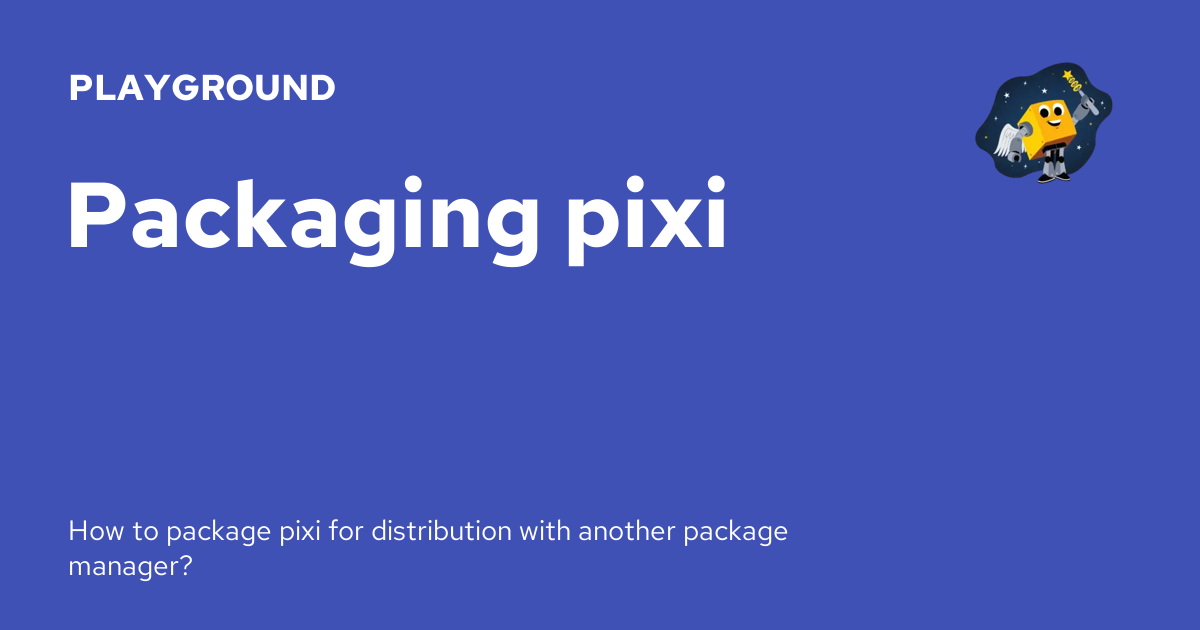 PLAYGROUND
Packaging pixi
How to package pixi for distribution with another package
manager?